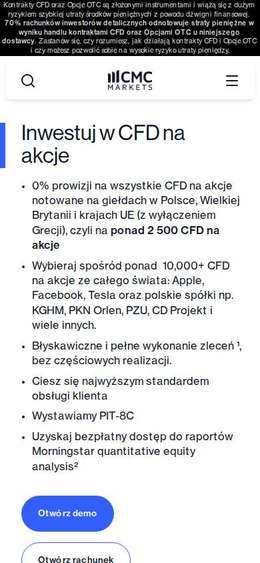 Kontrakty CFD oraz Opcje OTC są złożonymi instrumentami i wiążą się z dużym
ryzykiem szybkiej utraty środków pieniężnych z powodu dźwigni finansowej.
70% rachunków inwestorów detalicznych odnotowuje straty pieniężne w
wyniku handlu kontraktami CFD oraz Opcjami OTC u niniejszego
dostawcy. Zastanów się, czy rozumiesz, jak działają kontrakty CFD i Opcje OTC
i czy możesz pozwolić sobie na wysokie ryzyko utraty pieniędzy.
CMC
MARKETS
Inwestuj w CFD na
akcje
• 0% prowizji na wszystkie CFD na akcje
notowane na giełdach w Polsce, Wielkiej
Brytanii i krajach UE (z wyłączeniem
Grecji), czyli na ponad 2 500 CFD na
akcje
• Wybieraj spośród ponad 10,000+ CFD
na akcje ze całego świata: Apple,
Facebook, Tesla oraz polskie spółki np.
KGHM, PKN Orlen, PZU, CD Projekt i
wiele innych.
• Błyskawiczne i pełne wykonanie zleceń ¹,
bez częściowych realizacji.
• Ciesz się najwyższym standardem
obsługi klienta
• Wystawiamy PIT-8C
• Uzyskaj bezpłatny dostęp do raportów
Morningstar quantitative equity
analysis²
Otwórz demo
Otwórz rachunek